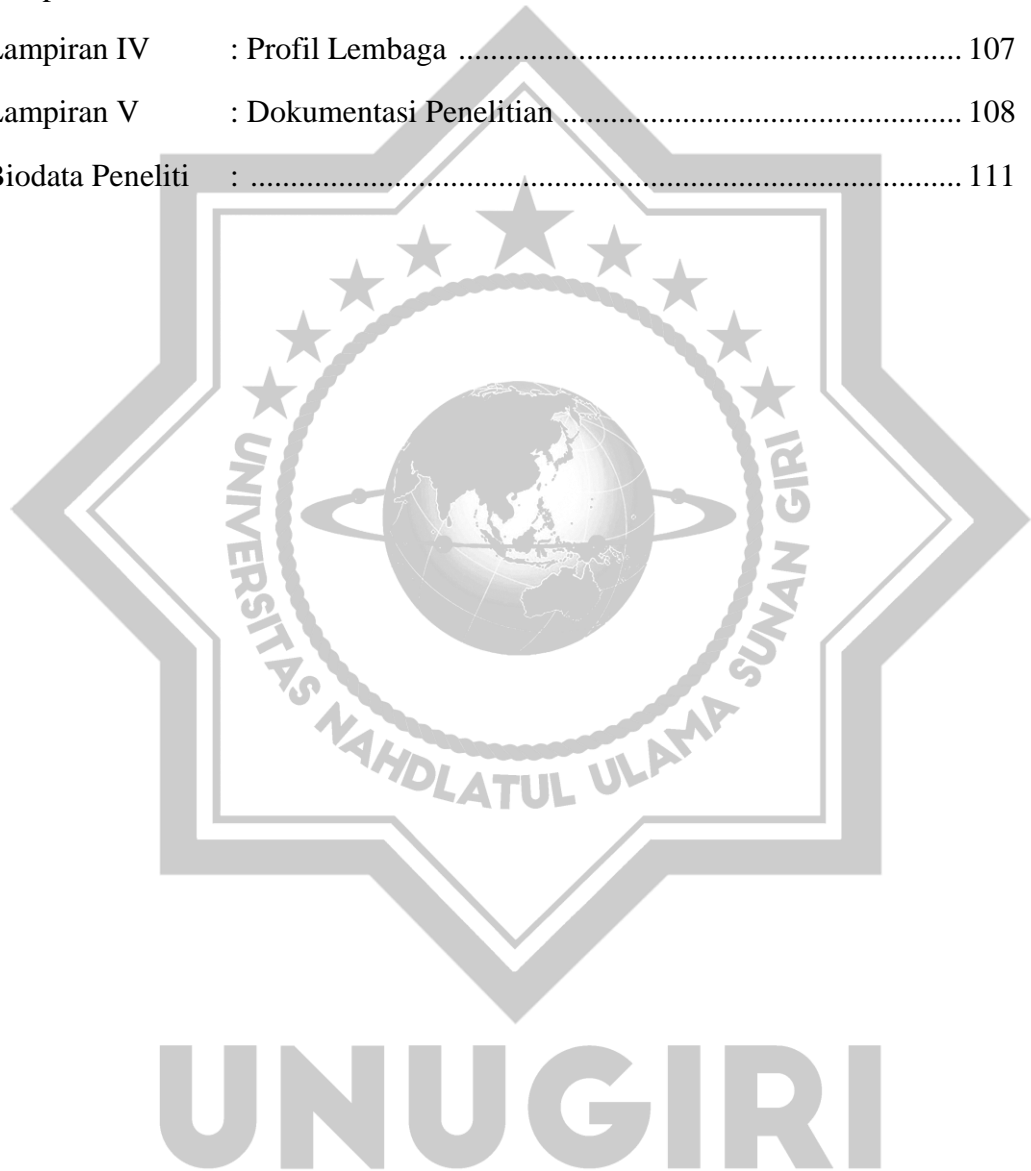 Lampiran IV : Profil Lembaga .............................................................. 107
Lampiran V : Dokumentasi Penelitian ................................................. 108
Biodata Peneliti : ....................................................................................... 111
UNIVERSITAS NAHDLATUL ULAMA SUNAN GIRI
UNUGIRI